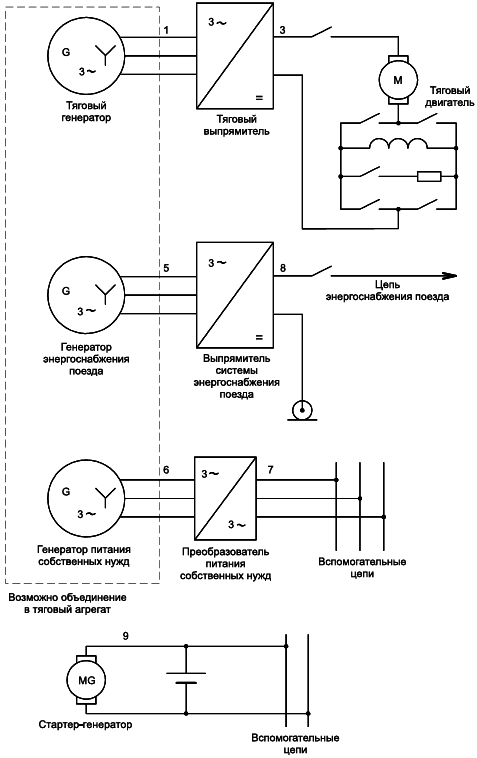 1
3
G
3~
3~
=
M
Тяговый
генератор
Тяговый
выпрямитель
Тяговый
двигатель
5
8
G
3~
3~
=
Цепь
энергоснабжения поезда
Генератор
энергоснабжения
поезда
Выпрямитель
системы
энергоснабжения
поезда
6
7
G
3~
3~
3~
Генератор питания
собственных нужд
Преобразователь
питания
собственных нужд
Вспомогательные
цепи
Возможно объединение
в тяговый агрегат
9
MG
Стартер-генератор
Вспомогательные
цепи